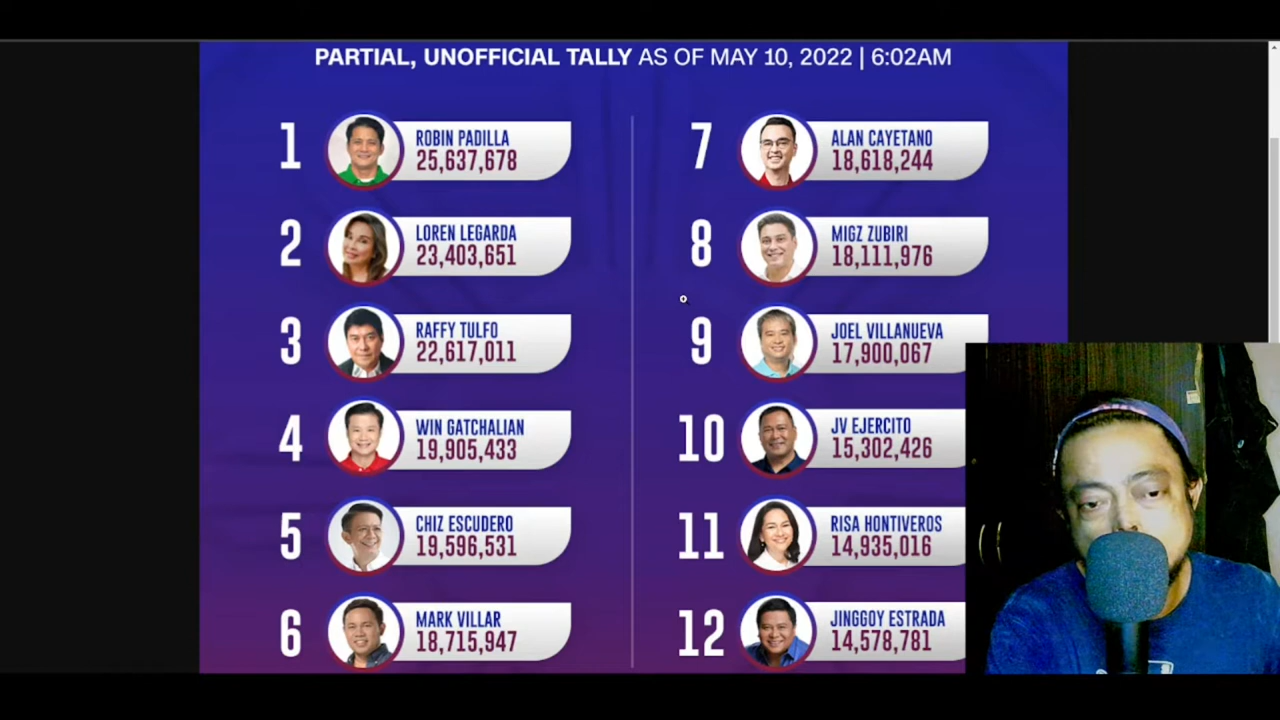 PARTIAL, UNOFFICIAL TALLY AS OF MAY 10, 2022 | 6:02AM
1
ROBIN PADILLA
25,637,678
2
LOREN LEGARDA
23,403,651
3
RAFFY TULFO
22,617,011
4
WIN GATCHALIAN
19,905,433
5
CHIZ ESCUDERO
19,596,531
6
MARK VILLAR
18,715,947
7
ALAN CAYETANO
18,618,244
8
MIGZ ZUBIRI
18,111,976
9
JOEL VILLANUEVA
17,900,067
10
JV EJERCITO
15,302,426
11
RISA HONTIVEROS
14,935,016
12
JINGGOY ESTRADA
14,578,781